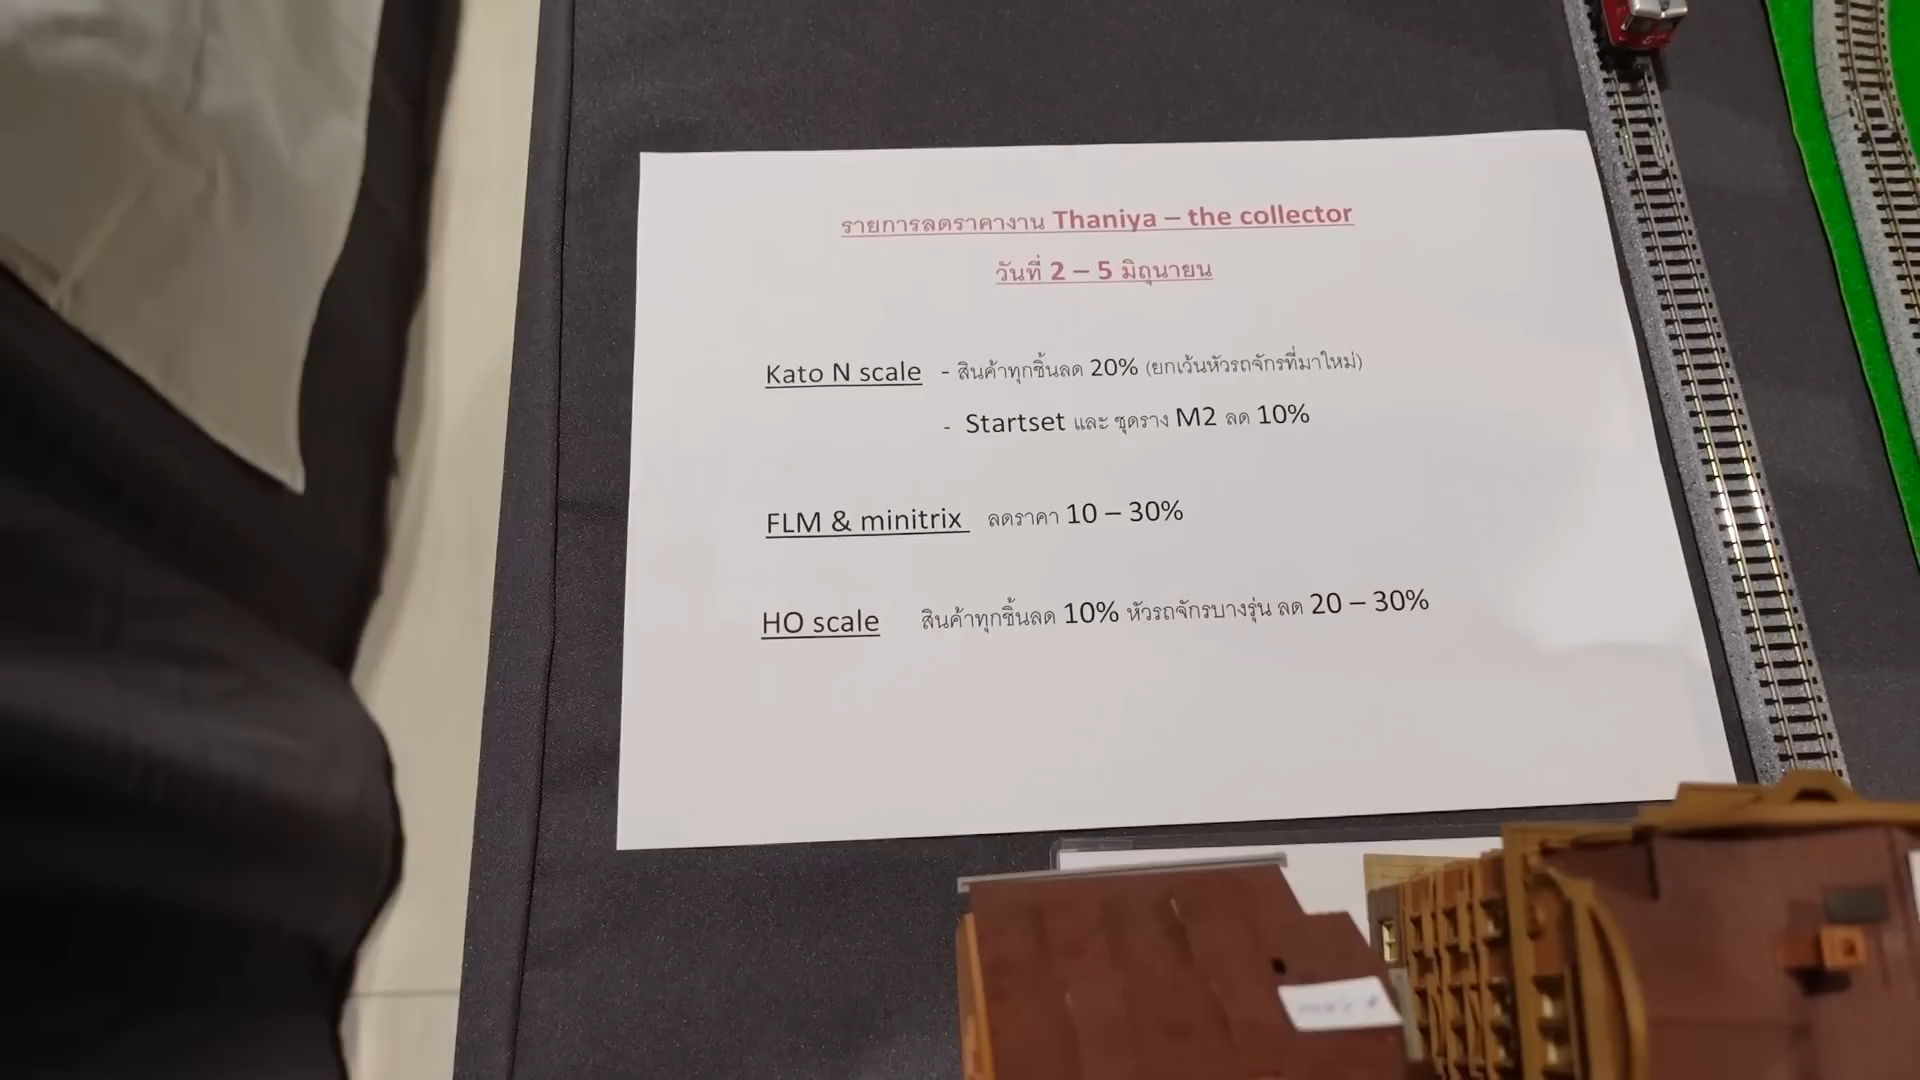 รายการลดราคางาน Thaniya – the collector
วันที่ 2 – 5 มิถุนายน
Kato N scale - สินค้าทุกชิ้นลด 20% (ยกเว้นหัวรถจักรที่มาใหม่)
- Startset และ ชุดราง M2 ลด 10%
FLM & minitrix ลดราคา 10 – 30%
HO scale สินค้าทุกชิ้นลด 10% หัวรถจักรบางรุ่น ลด 20 – 30%